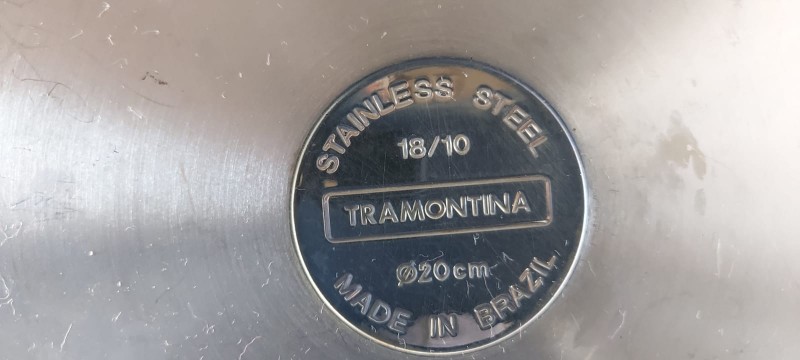 STAINLESS STEEL
18/10
TRAMONTINA
Ø20cm
MADE IN BRAZIL